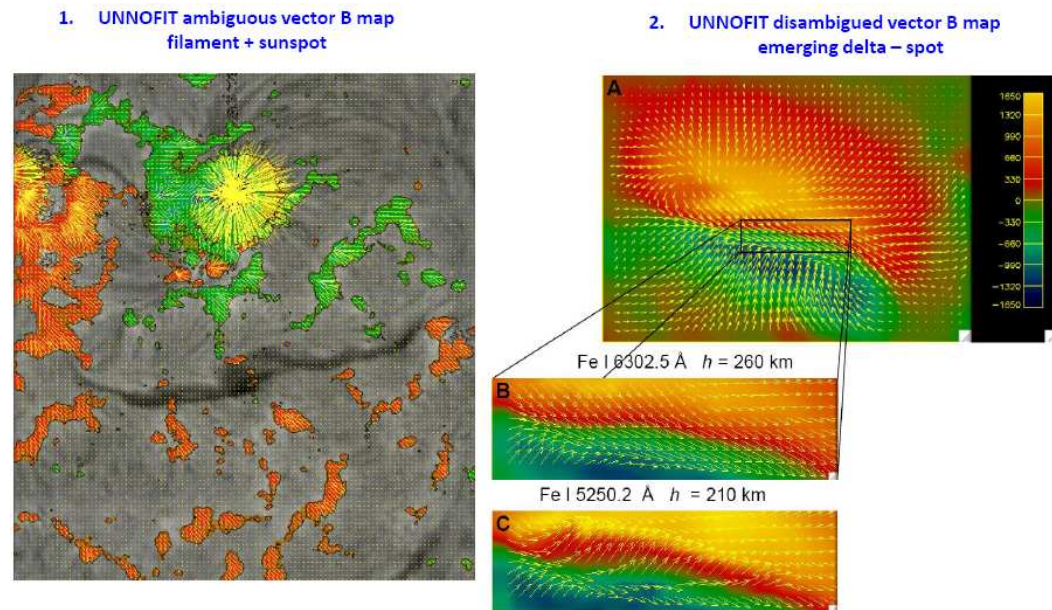 1. UNNOFIT ambiguous vector B map
filament + sunspot
2. UNNOFIT disambigued vector B map
emerging delta – spot
A
1650
1320
990
660
330
0
−330
−660
−990
−1320
−1650
Fe I 6302.5 Å h = 260 km
B
Fe I 5250.2 Å h = 210 km
C